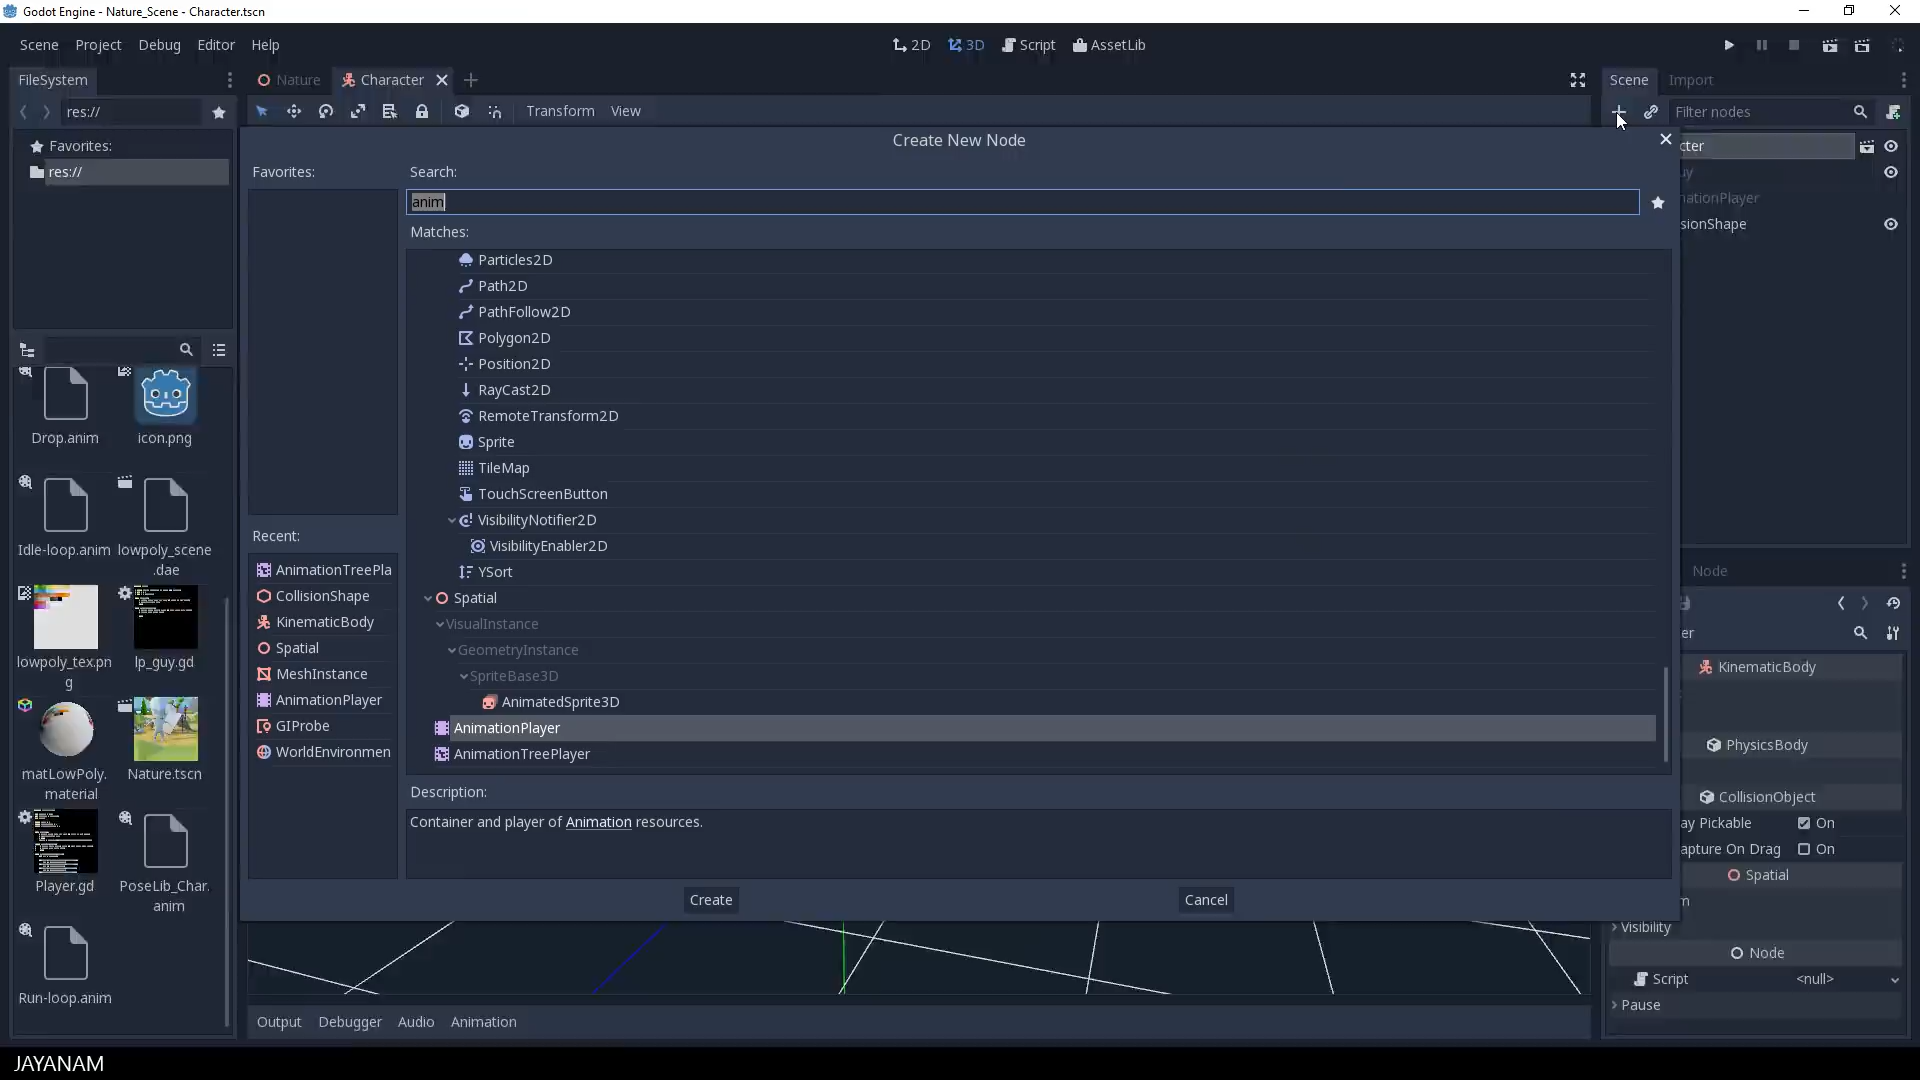 Godot Engine - Nature_Scene - Character.tscn
Scene Project Debug Editor Help
2D 3D Script AssetLib
FileSystem
Nature Character
Scene Import
res://
Transform View
Filter nodes
Favorites:
res://
Create New Node
Favorites:
Search:
anim
Matches:
Particles2D
Path2D
PathFollow2D
Polygon2D
Position2D
RayCast2D
RemoteTransform2D
Sprite
TileMap
TouchScreenButton
VisibilityNotifier2D
VisibilityEnabler2D
YSort
Spatial
VisualInstance
GeometryInstance
SpriteBase3D
AnimatedSprite3D
AnimationPlayer
AnimationTreePlayer
Recent:
AnimationTreePla
CollisionShape
KinematicBody
Spatial
MeshInstance
AnimationPlayer
GIProbe
WorldEnvironmen
Description:
Container and player of Animation resources.
Create Cancel
Drop.anim icon.png
Idle-loop.anim lowpoly_scene
.dae
lowpoly_tex.pn lp_guy.gd
g
matLowPoly. Nature.tscn
material
Player.gd PoseLib_Char.
anim
Run-loop.anim
cter
uy
nationPlayer
sionShape
Node
er
KinematicBody
PhysicsBody
CollisionObject
ay Pickable On
apture On Drag On
Spatial
m
Visibility
Node
Script <null>
Pause
Output Debugger Audio Animation
JAYANAM